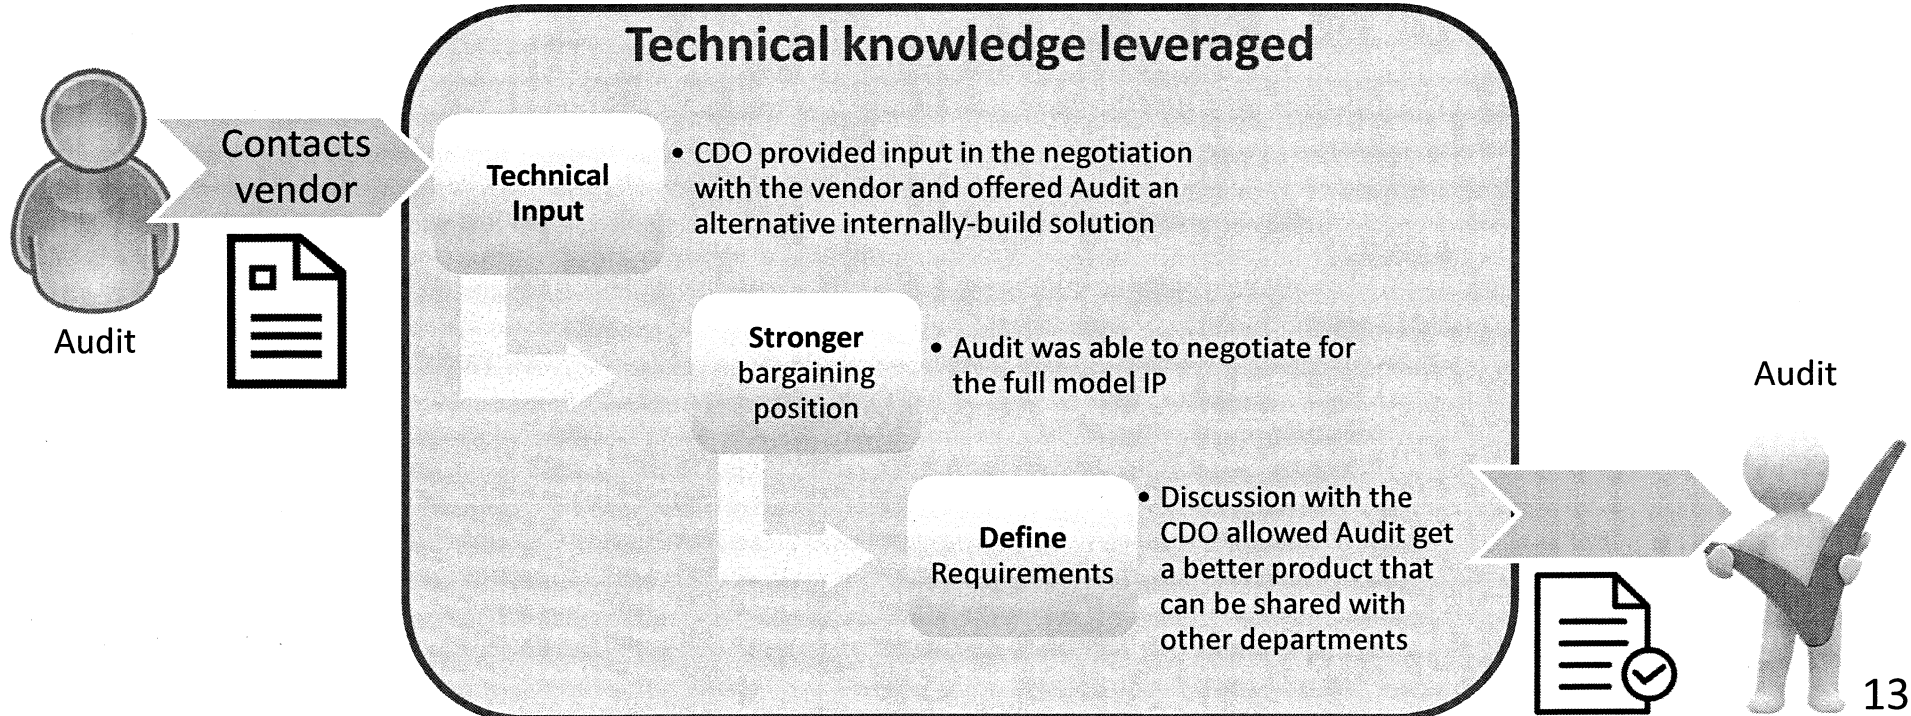 Technical knowledge leveraged
Contacts
vendor
Audit
Technical
Input
• CDO provided input in the negotiation
with the vendor and offered Audit an
alternative internally-build solution
Stronger
bargaining
position
• Audit was able to negotiate for
the full model IP
Define
Requirements
• Discussion with the
CDO allowed Audit get
a better product that
can be shared with
other departments
Audit
13